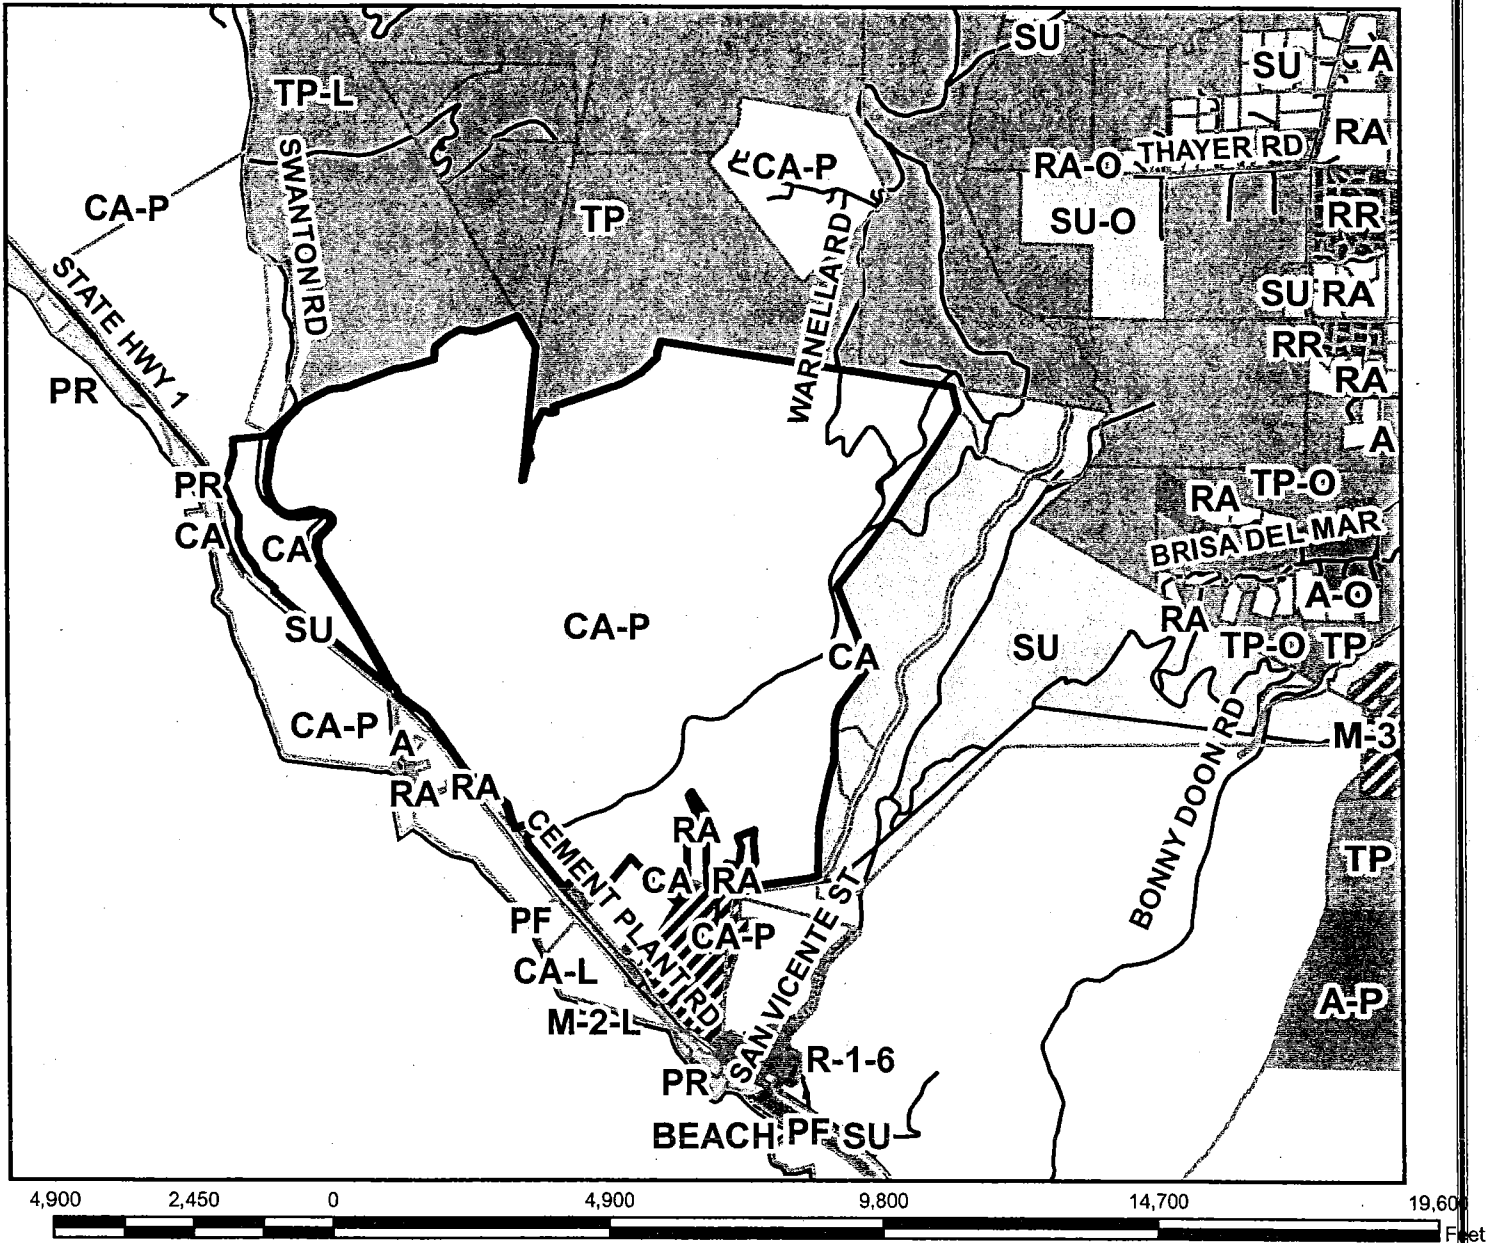 SU
SU
A
TP-L
RA
THAYER RD
CA-P
RA-O
SWANTON RD
CA-P
TP
SU-O
RR
WARNELLA RD
STATE HWY 1
SU
RA
RR
PR
RA
A
PR
TP-O
RA
CA
CA
BRISA DEL MAR
A-O
RA
SU
CA-P
CA
SU
TP-O
TP
CA-P
A
M-3
RA
RA
BONNY DOON RD
CEMENT PLANT RD
RA
TP
CA
RA
PF
CA-P
SAN VICENTE ST
CA-L
A-P
M-2-L
R-1-6
PR
BEACH
PF
SU
4,900
2,450
0
4,900
9,800
14,700
19,600
Feet